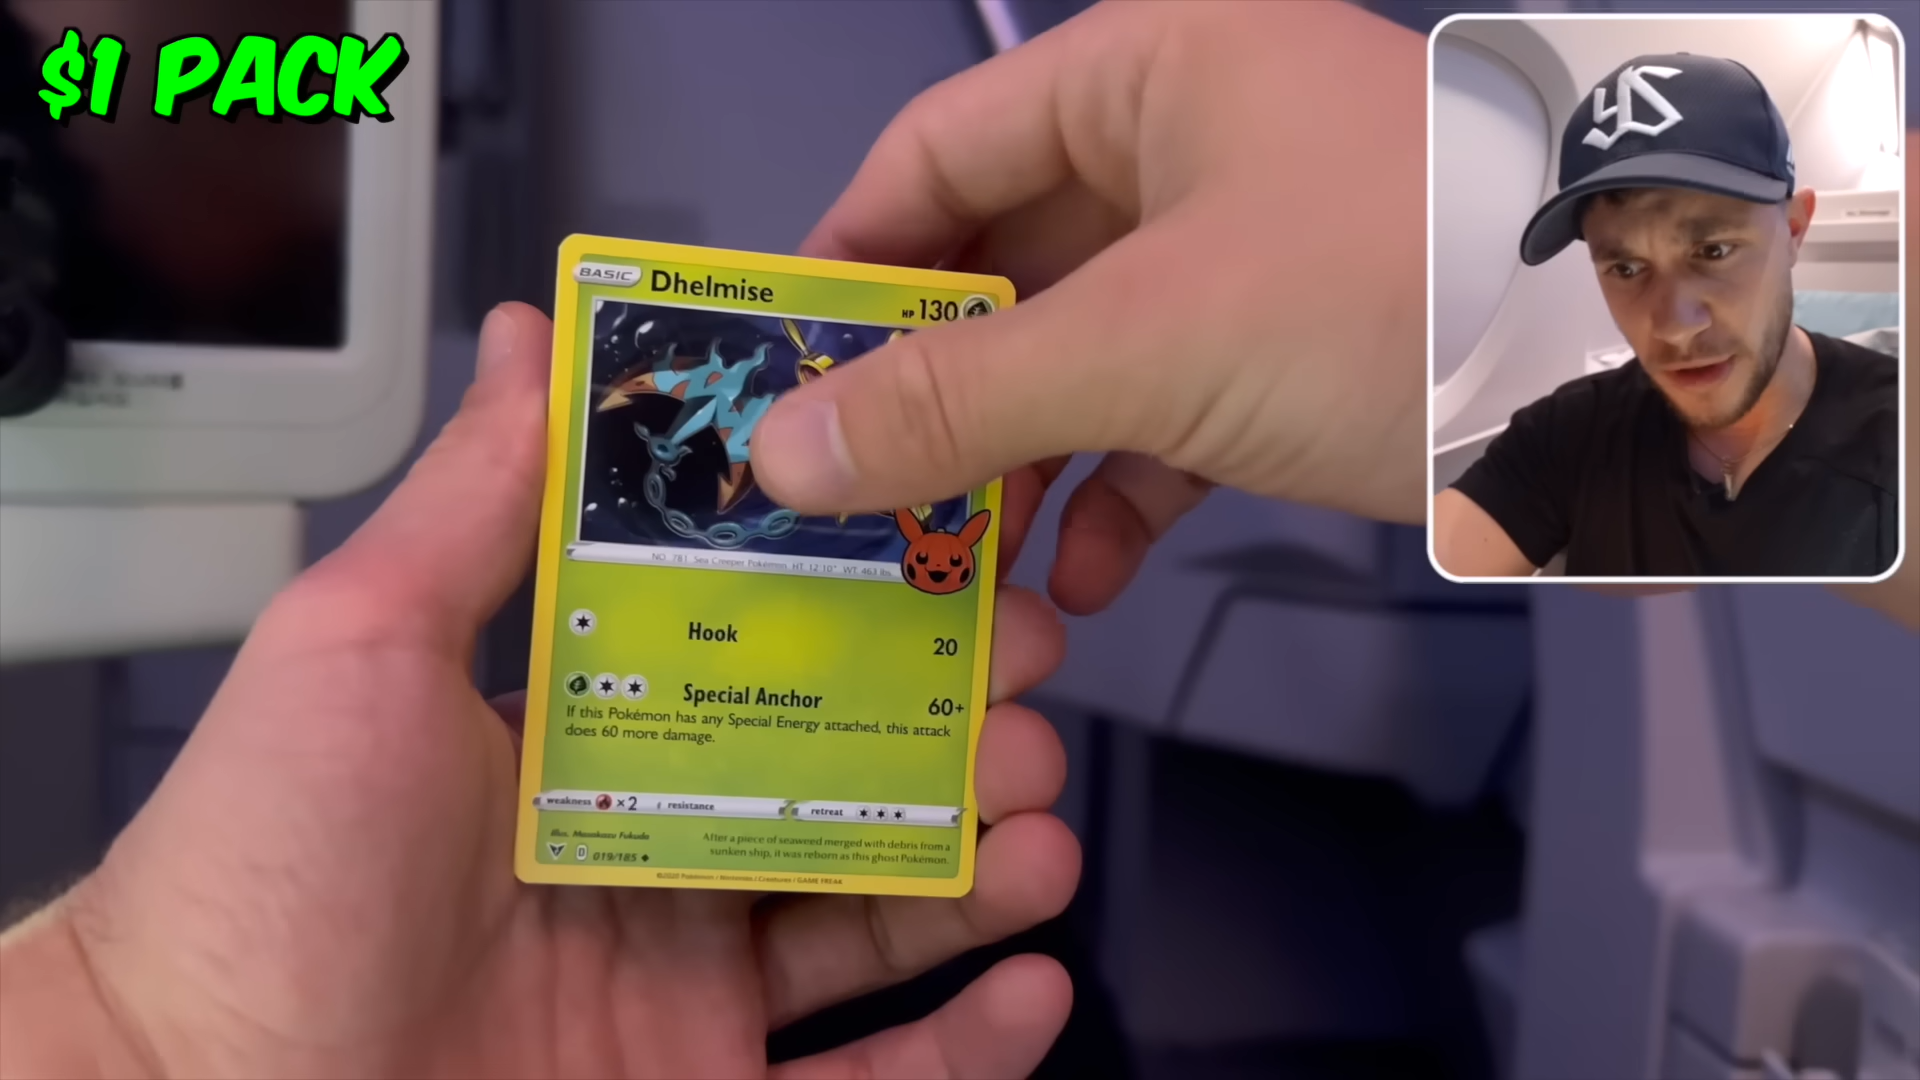 $1 PACK
BASIC
Dhelmise
HP 130
NO. 781 Sea Creeper Pokémon HT. 12'10" WT. 463 lbs.
Hook
20
Special Anchor
60+
If this Pokémon has any Special Energy attached, this attack
does 60 more damage.
weakness ×2 resistance
retreat
Illus. Masakazu Fukuda
D 019/185
After a piece of seaweed merged with debris from a
sunken ship, it was reborn as this ghost Pokémon.
©2020 Pokémon / Nintendo / Creatures / GAME FREAK